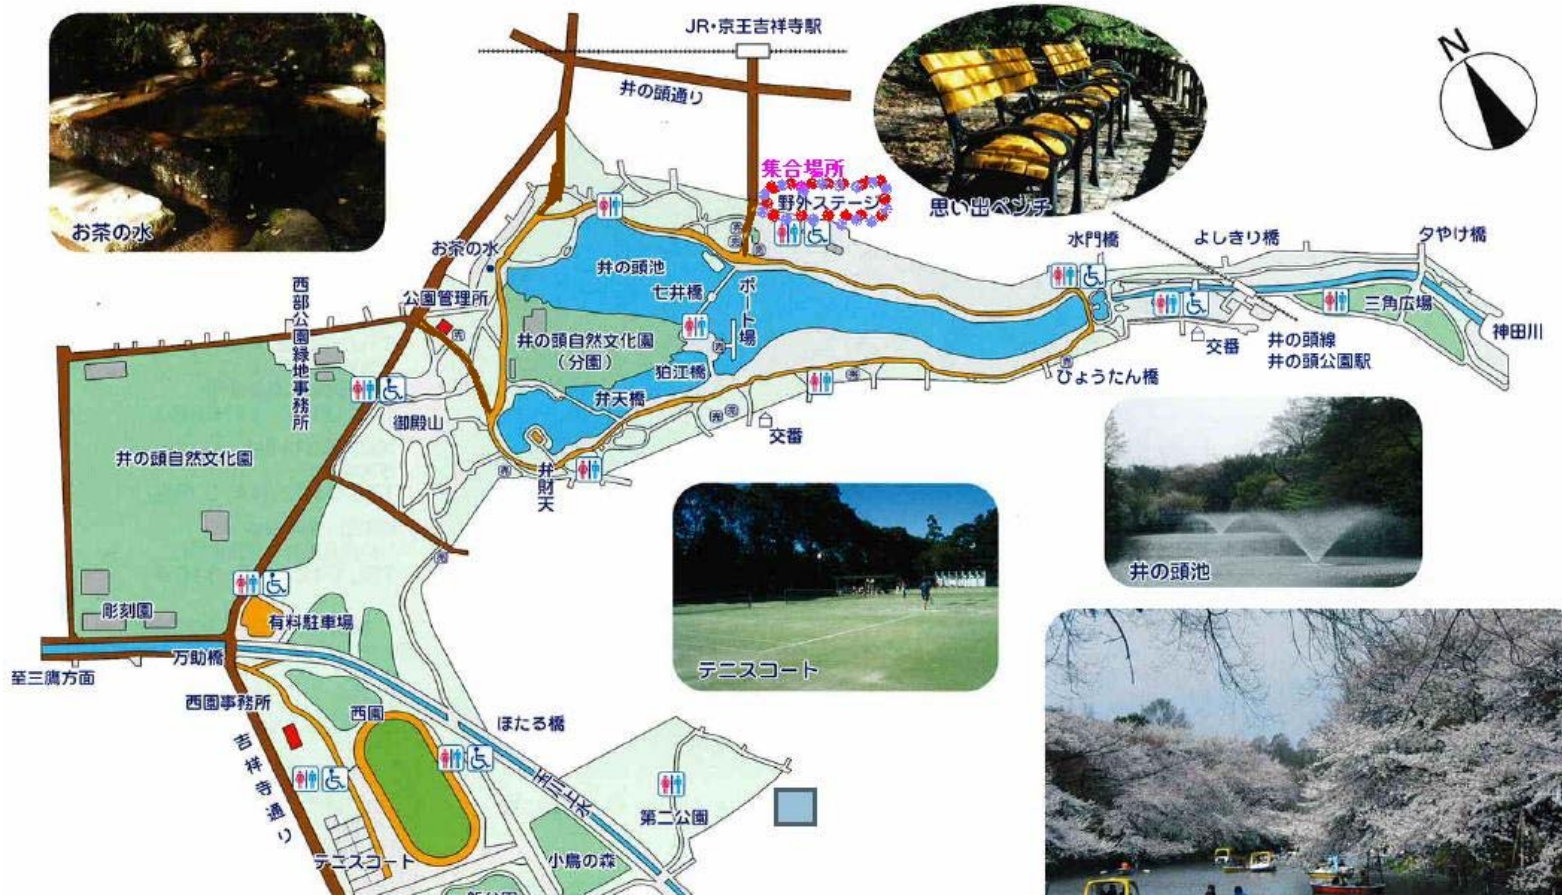 JR・京王吉祥寺駅
井の頭通り
N
集合場所
野外ステージ
思い出ベンチ
お茶の水
お茶の水
水門橋
よしきり橋
夕やけ橋
井の頭池
七井橋
ボート場
西部公園緑地事務所
公園管理所
三角広場
神田川
井の頭自然文化園
(分園)
狛江橋
交番
井の頭線
井の頭公園駅
ひょうたん橋
弁天橋
御殿山
交番
井の頭自然文化園
弁財天
井の頭池
彫刻園
有料駐車場
万助橋
至三鷹方面
テニスコート
西園事務所
西園
ほたる橋
吉祥寺通り
玉川上水
第二公園
テニスコート
小鳥の森